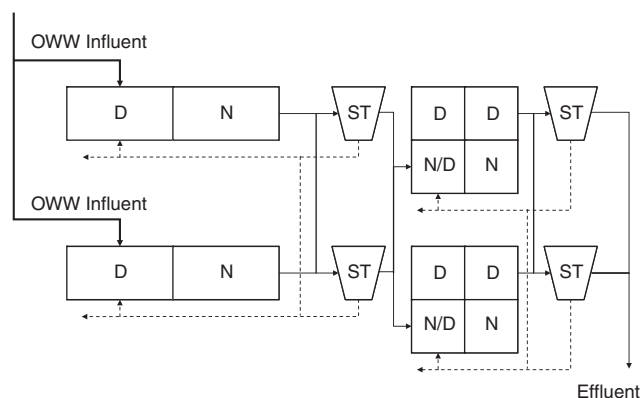 OWW Influent
D N ST D D ST
N/D N
OWW Influent
D N ST D D ST
N/D N
Effluent